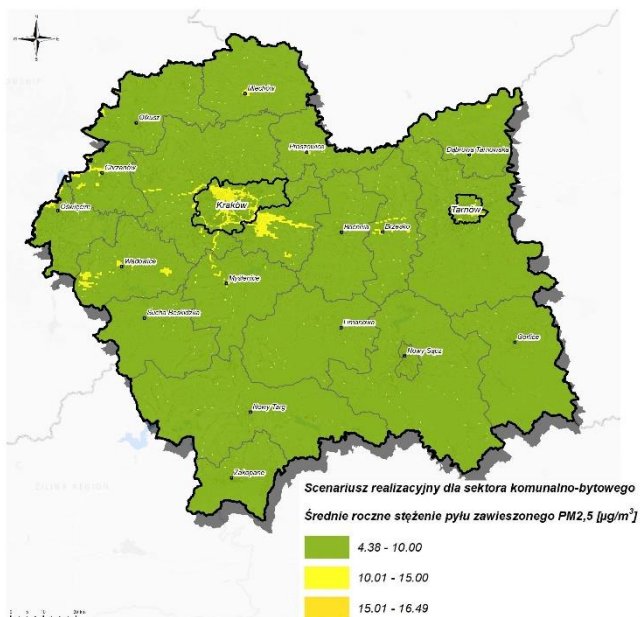 N
Miechów
Olkusz
Proszowice
Dąbrowa Tarnowska
Chrzanów
Kraków
Oświęcim
Tarnów
Bochnia
Brzesko
Wadowice
Myślenice
Sucha Beskidzka
Limanowa
Gorlice
Nowy Sącz
Nowy Targ
ŽILINA REGION
Zakopane
Scenariusz realizacyjny dla sektora komunalno-bytowego
Średnie roczne stężenie pyłu zawieszonego PM2,5 [µg/m³]
4.38 - 10.00
10.01 - 15.00
15.01 - 16.49